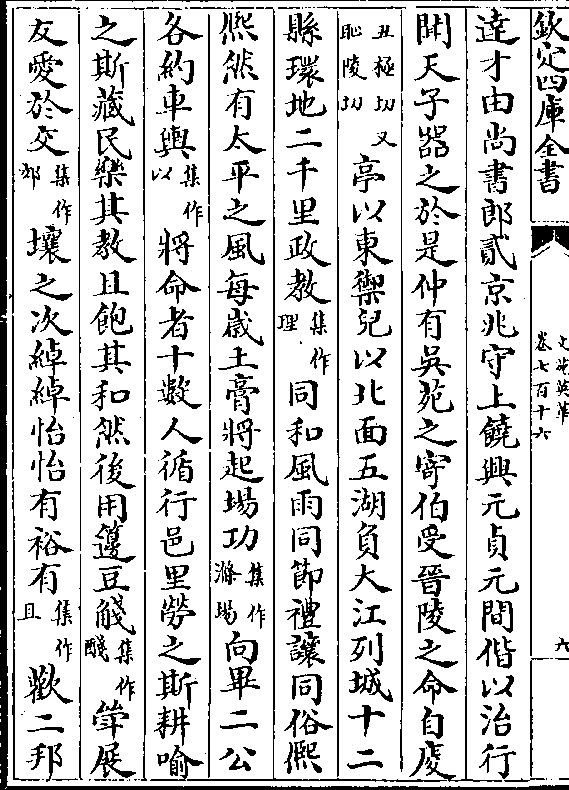 欽定四庫全書
文苑英華
卷七百十六
六
達才由尚書郎貳京兆守上饒興元貞元間偕以治行
聞天子器之於是仲有吳苑之寄伯受晉陵之命自庱
丑極切又恥陵切亭以東禦兒以北面五湖負大江列城十二
縣環地二千里政教集作理同和風雨同節禮讓同俗熈
熈然有太平之風每歲土膏將起場功集作滌場向畢二公
各約車輿集作以將命者十數人循行邑里勞之斯耕喻
之斯藏民樂其教且飽其和然後用籩豆觴集作醆斝展
友愛於交集作郊壤之次綽綽怡怡有裕有集作且歡二邦